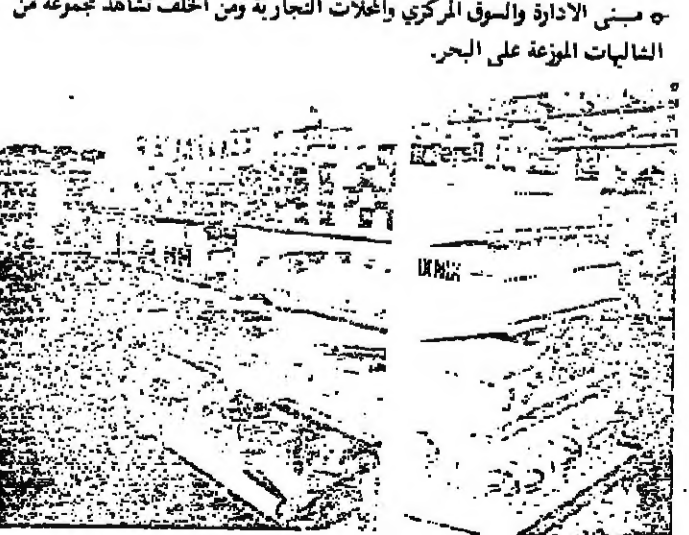 مبنى الادارة والسوق المركزي والمحلات التجارية ومن الخلف نشاهد مجموعة من
الشاليهات الموزعة على البحر.